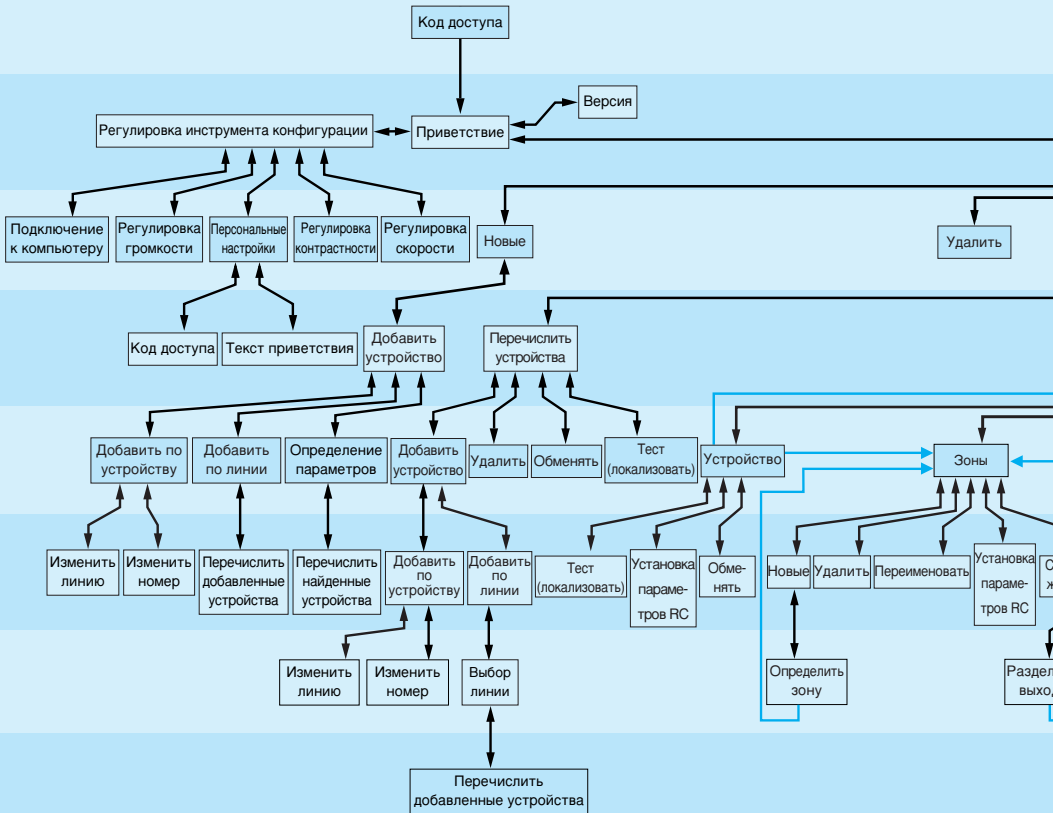 Код доступа
Версия
Регулировка инструмента конфигурации
Приветствие
Подключение
к компьютеру
Регулировка
громкости
Персональные
настройки
Регулировка
контрастности
Регулировка
скорости
Новые
Удалить
Код доступа
Текст приветствия
Добавить
устройство
Перечислить
устройства
Добавить по
устройству
Добавить
по линии
Определение
параметров
Добавить
устройство
Удалить
Обменять
Тест
(локализовать)
Устройство
Зоны
Изменить
линию
Изменить
номер
Перечислить
добавленные
устройства
Перечислить
найденные
устройства
Добавить
по
устройству
Добавить
по
линии
Тест
(локализовать)
Установка
параме-
тров RC
Обме-
нять
Новые
Удалить
Переименовать
Установка
параме-
тров RC
Изменить
линию
Изменить
номер
Выбор
линии
Определить
зону
Раздел
выход
Перечислить
добавленные устройства